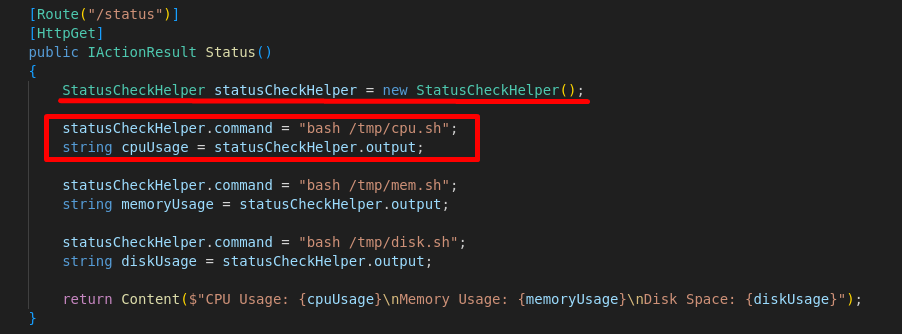 [Route("/status")]
[HttpGet]
public IActionResult Status()
{
StatusCheckHelper statusCheckHelper = new StatusCheckHelper();
statusCheckHelper.command = "bash /tmp/cpu.sh";
string cpuUsage = statusCheckHelper.output;
statusCheckHelper.command = "bash /tmp/mem.sh";
string memoryUsage = statusCheckHelper.output;
statusCheckHelper.command = "bash /tmp/disk.sh";
string diskUsage = statusCheckHelper.output;
return Content($"CPU Usage: {cpuUsage}\nMemory Usage: {memoryUsage}\nDisk Space: {diskUsage}");
}